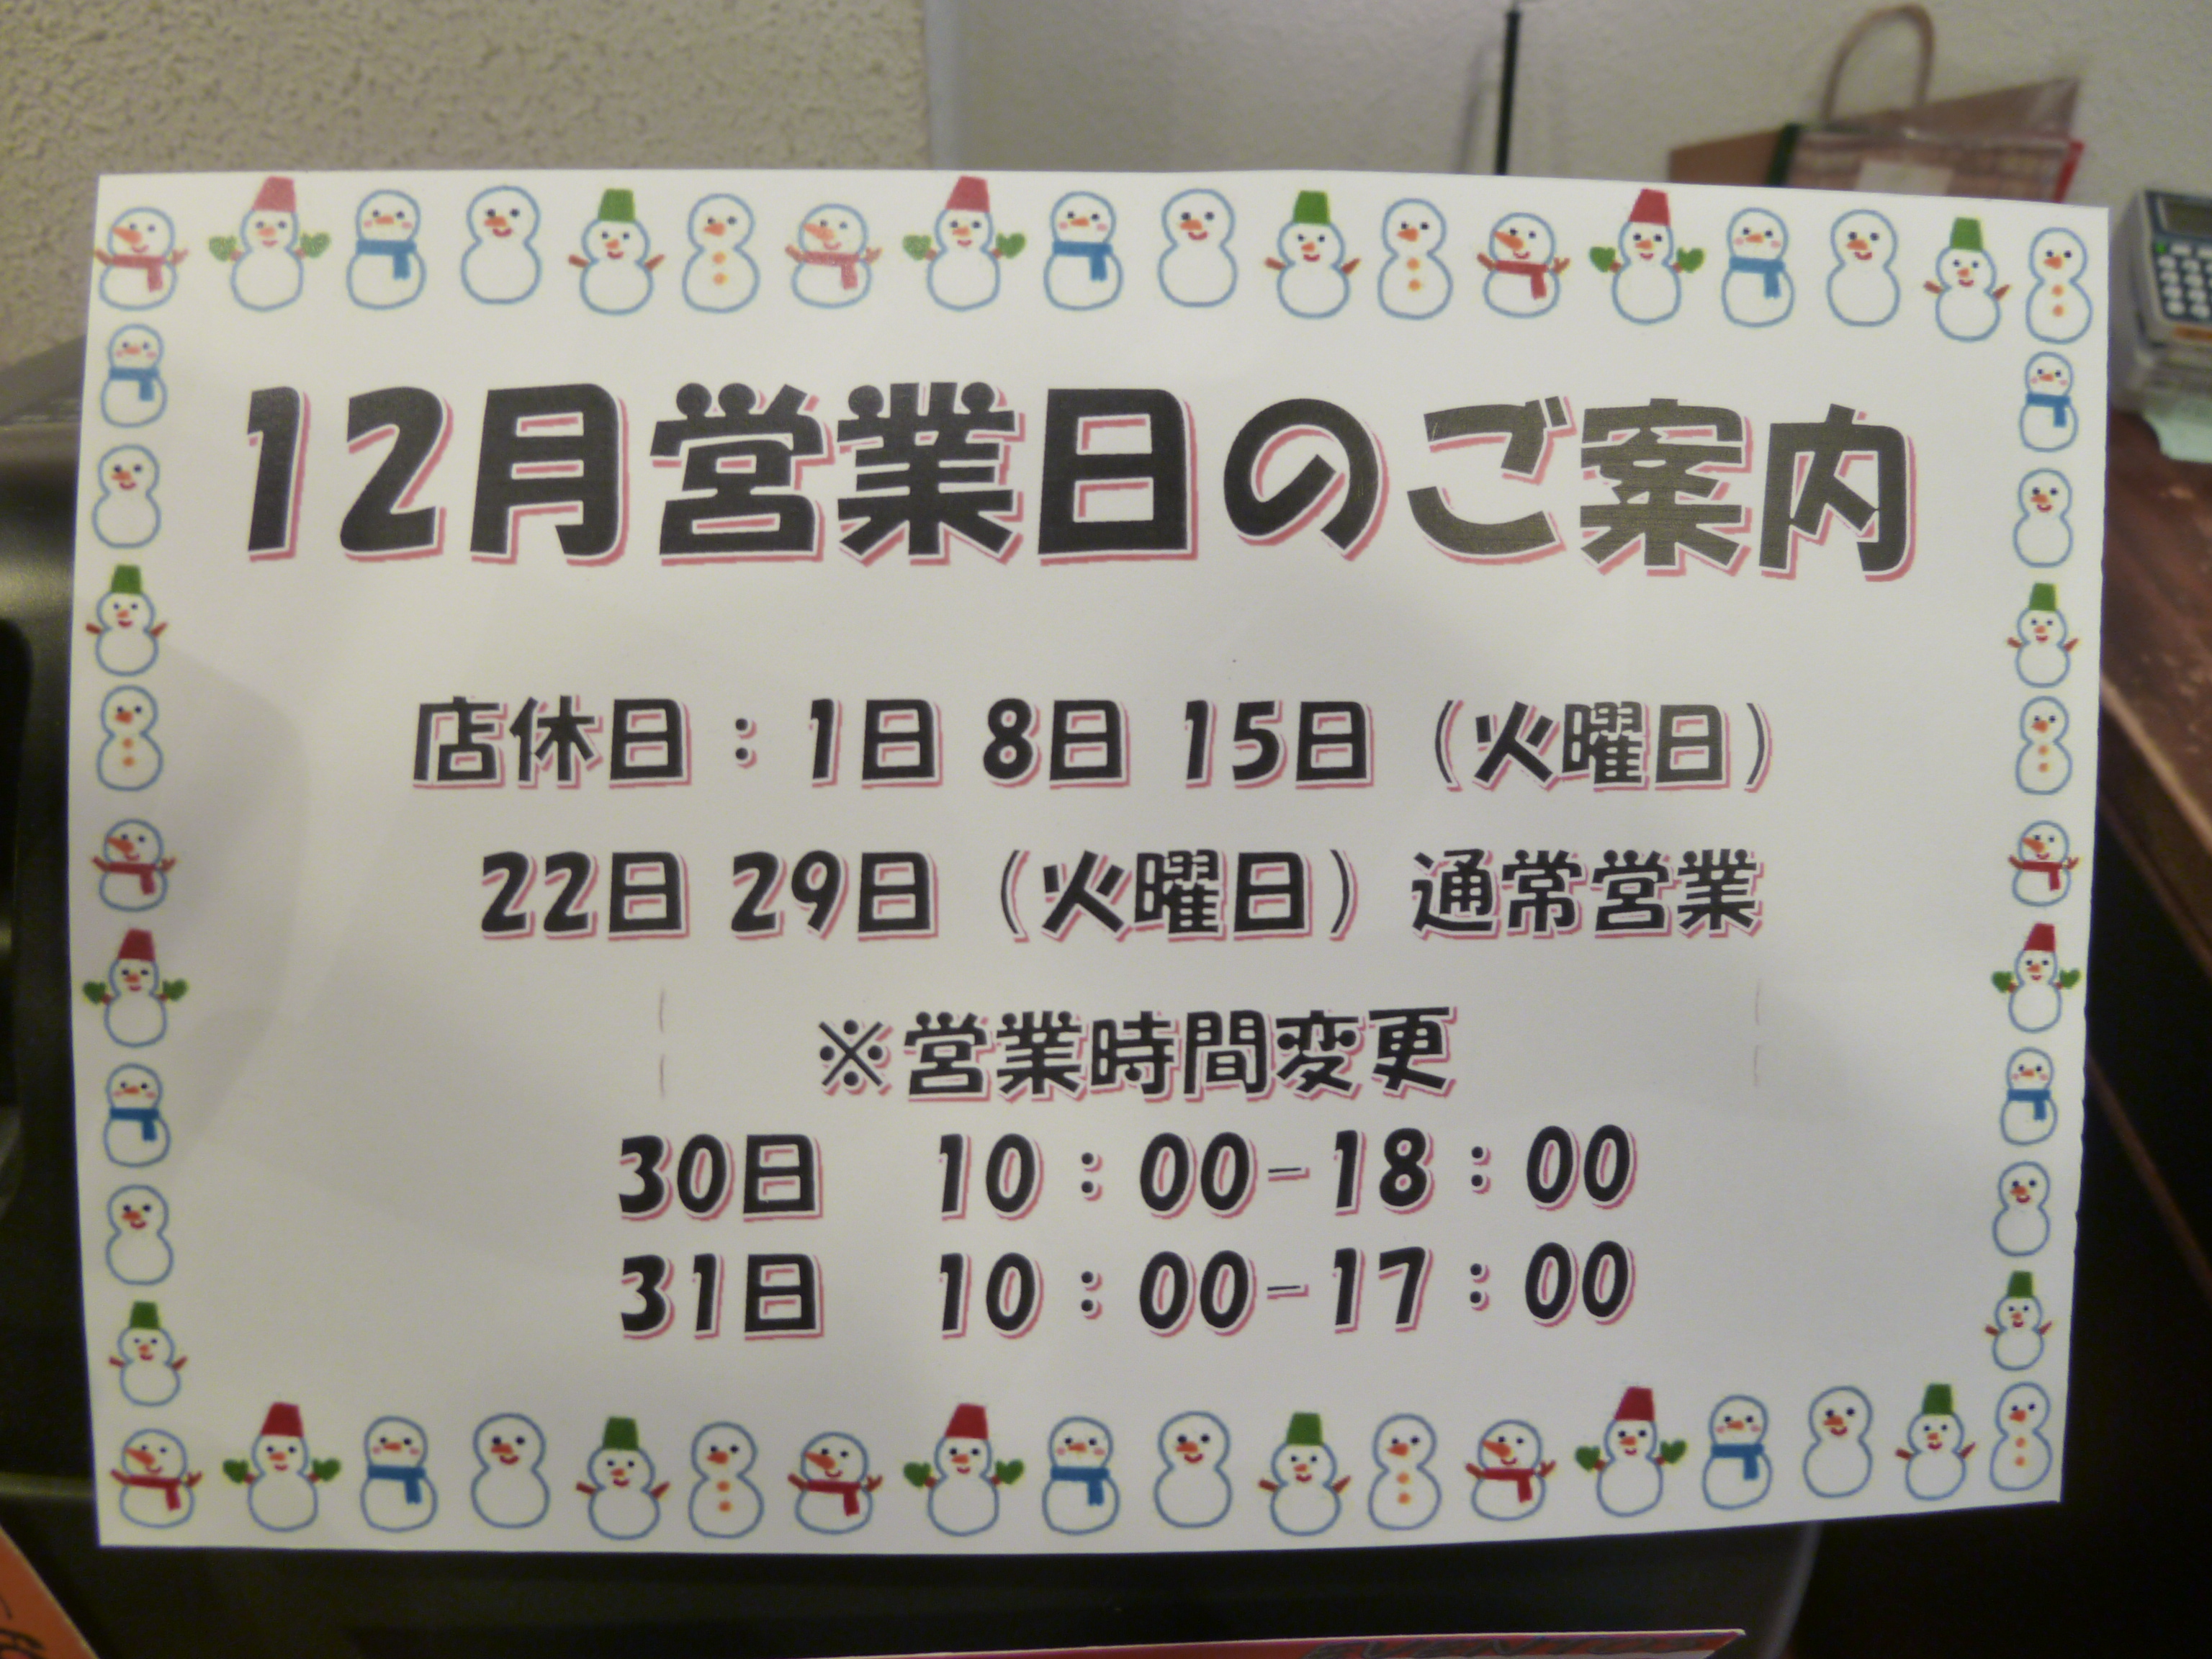 12月営業日のご案内
店休日：1日 8日 15日（火曜日）
22日 29日（火曜日）通常営業
※営業時間変更
30日　10：00－18：00
31日　10：00－17：00